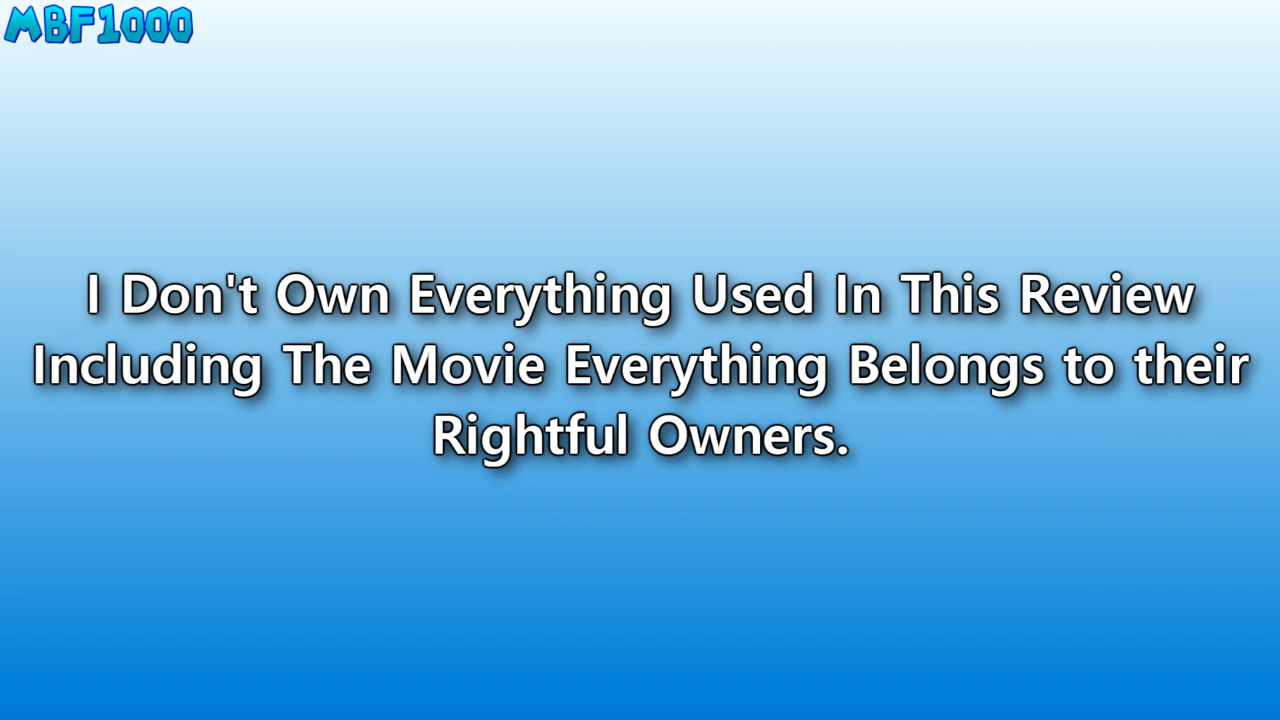 MBF1000
I Don't Own Everything Used In This Review
Including The Movie Everything Belongs to their
Rightful Owners.